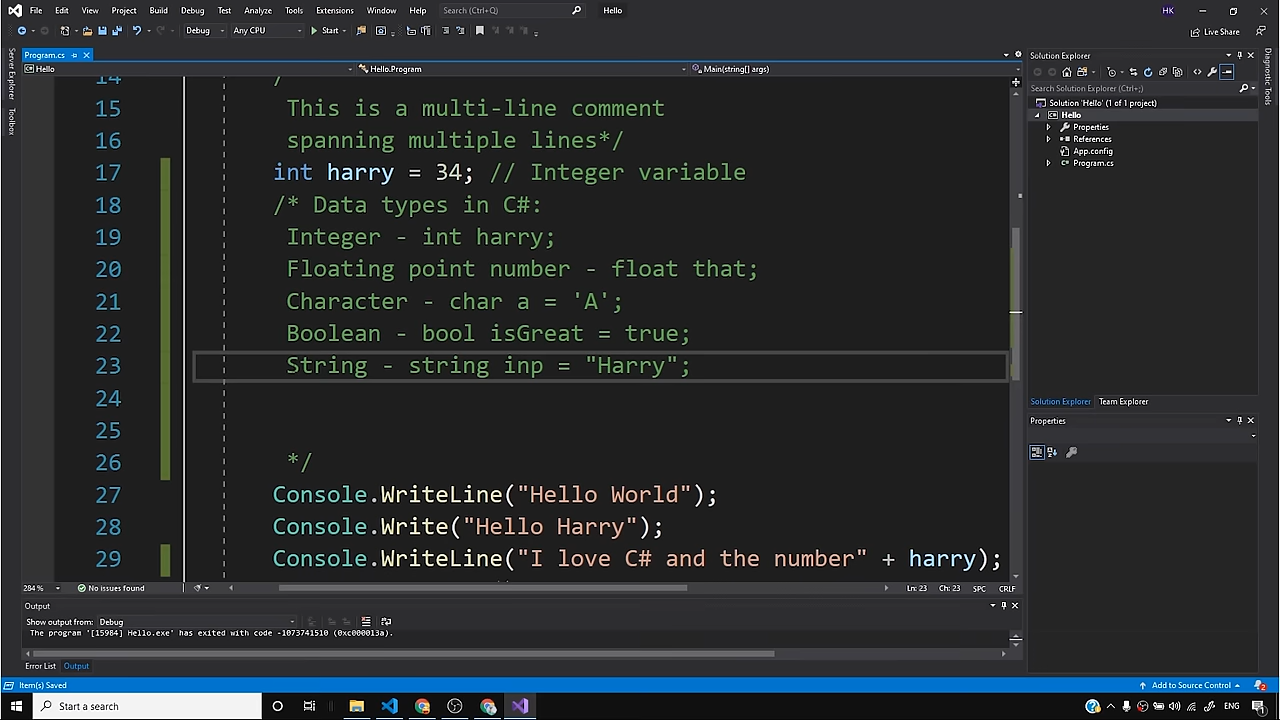 File Edit View Project Build Debug Test Analyze Tools Extensions Window Help Search (Ctrl+Q) Hello HK
Debug Any CPU Start Live Share
Program.cs
Hello Hello.Program Main(string[] args)
Server Explorer
Toolbox
14 /
15 This is a multi-line comment
16 spanning multiple lines*/
17 int harry = 34; // Integer variable
18 /* Data types in C#:
19 Integer - int harry;
20 Floating point number - float that;
21 Character - char a = 'A';
22 Boolean - bool isGreat = true;
23 String - string inp = "Harry";
24
25
26 */
27 Console.WriteLine("Hello World");
28 Console.Write("Hello Harry");
29 Console.WriteLine("I love C# and the number" + harry);
284 % No issues found Ln: 23 Ch: 23 SPC CRLF
Output
Show output from: Debug
The program '[15984] Hello.exe' has exited with code -1073741510 (0xc000013a).
Error List Output
Solution Explorer
Search Solution Explorer (Ctrl+;)
Solution 'Hello' (1 of 1 project)
Hello
Properties
References
App.config
Program.cs
Solution Explorer Team Explorer
Properties
Diagnostic Tools
Item(s) Saved Add to Source Control 2
Start a search ENG